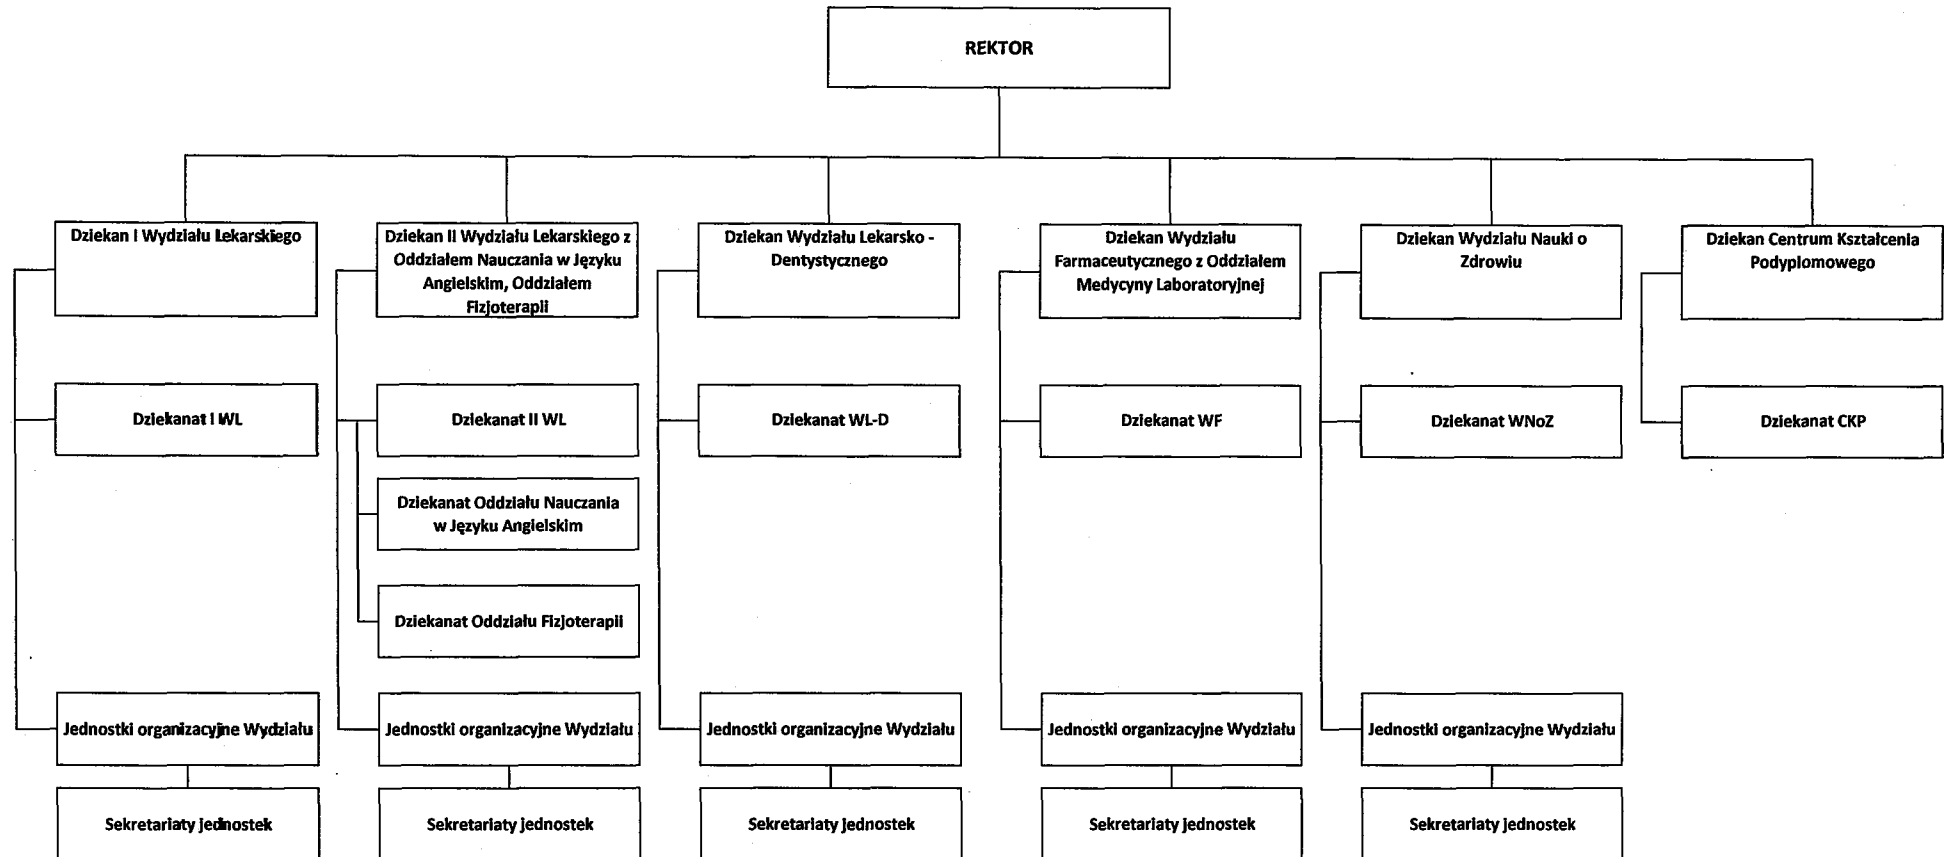 REKTOR
Dziekan I Wydziału Lekarskiego
Dziekan II Wydziału Lekarskiego z
Oddziałem Nauczania w Języku
Angielskim, Oddziałem
Fizjoterapii
Dziekan Wydziału Lekarsko -
Dentystycznego
Dziekan Wydziału
Farmaceutycznego z Oddziałem
Medycyny Laboratoryjnej
Dziekan Wydziału Nauki o
Zdrowiu
Dziekan Centrum Kształcenia
Podyplomowego
Dziekanat I WL
Dziekanat II WL
Dziekanat WL-D
Dziekanat WF
Dziekanat WNoZ
Dziekanat CKP
Dziekanat Oddziału Nauczania
w Języku Angielskim
Dziekanat Oddziału Fizjoterapii
Jednostki organizacyjne Wydziału
Jednostki organizacyjne Wydziału
Jednostki organizacyjne Wydziału
Jednostki organizacyjne Wydziału
Jednostki organizacyjne Wydziału
Sekretariaty jednostek
Sekretariaty jednostek
Sekretariaty jednostek
Sekretariaty jednostek
Sekretariaty jednostek